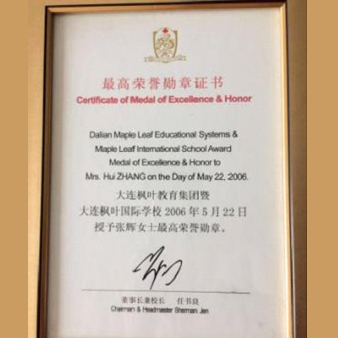 最高荣誉勋章证书
Certificate of Medal of Excellence & Honor
Dalian Maple Leaf Educational Systems &
Maple Leaf International School Award
Medal of Excellence & Honor to
Mrs. Hui ZHANG on the Day of May 22, 2006.
大连枫叶教育集团暨
大连枫叶国际学校 2006 年 5 月 22 日
授予张辉女士最高荣誉勋章。
董事长兼校长 任书良
Chairman & Headmaster Sherman Jen